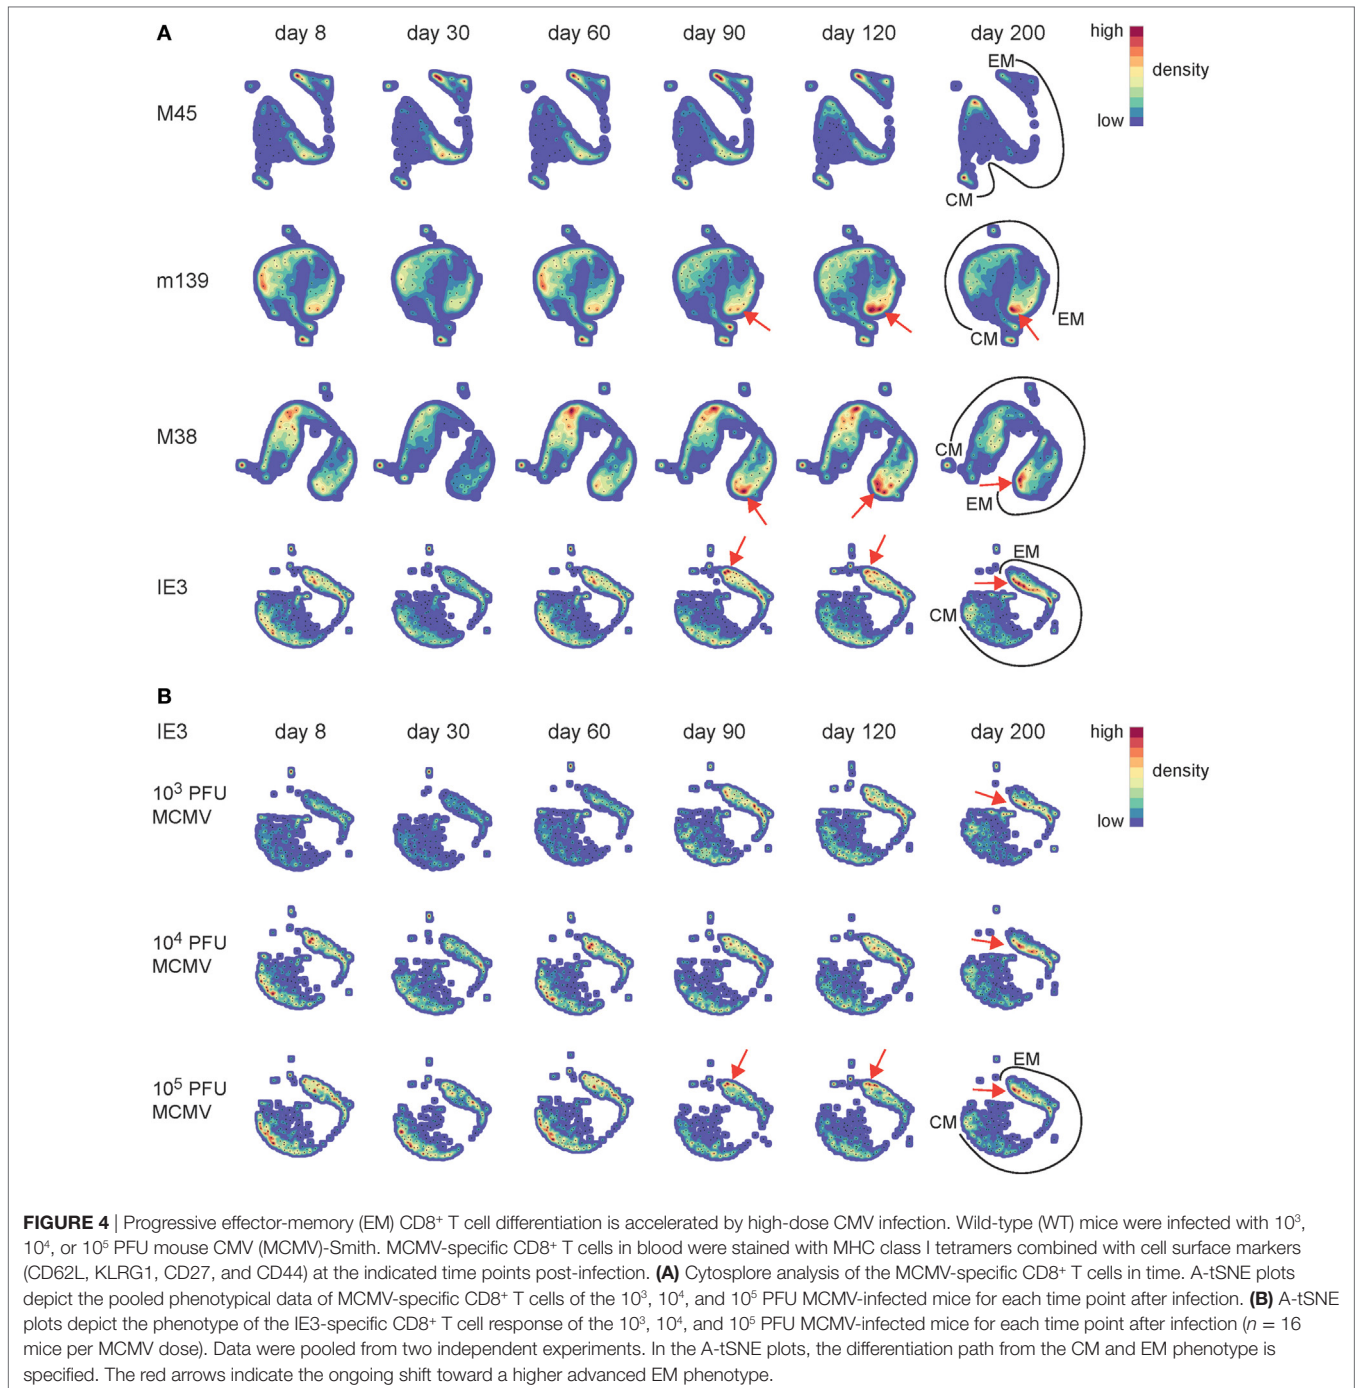 A
day 8 day 30 day 60 day 90 day 120 day 200
high
density
low
EM
M45
CM
m139
EM
CM
M38
CM
EM
IE3
EM
CM
B
IE3 day 8 day 30 day 60 day 90 day 120 day 200
high
density
low
10³ PFU
MCMV
10⁴ PFU
MCMV
10⁵ PFU
MCMV
EM
CM
FIGURE 4 | Progressive effector-memory (EM) CD8⁺ T cell differentiation is accelerated by high-dose CMV infection. Wild-type (WT) mice were infected with 10³,
10⁴, or 10⁵ PFU mouse CMV (MCMV)-Smith. MCMV-specific CD8⁺ T cells in blood were stained with MHC class I tetramers combined with cell surface markers
(CD62L, KLRG1, CD27, and CD44) at the indicated time points post-infection. (A) Cytosplore analysis of the MCMV-specific CD8⁺ T cells in time. A-tSNE plots
depict the pooled phenotypical data of MCMV-specific CD8⁺ T cells of the 10³, 10⁴, and 10⁵ PFU MCMV-infected mice for each time point after infection. (B) A-tSNE
plots depict the phenotype of the IE3-specific CD8⁺ T cell response of the 10³, 10⁴, and 10⁵ PFU MCMV-infected mice for each time point after infection (n = 16
mice per MCMV dose). Data were pooled from two independent experiments. In the A-tSNE plots, the differentiation path from the CM and EM phenotype is
specified. The red arrows indicate the ongoing shift toward a higher advanced EM phenotype.